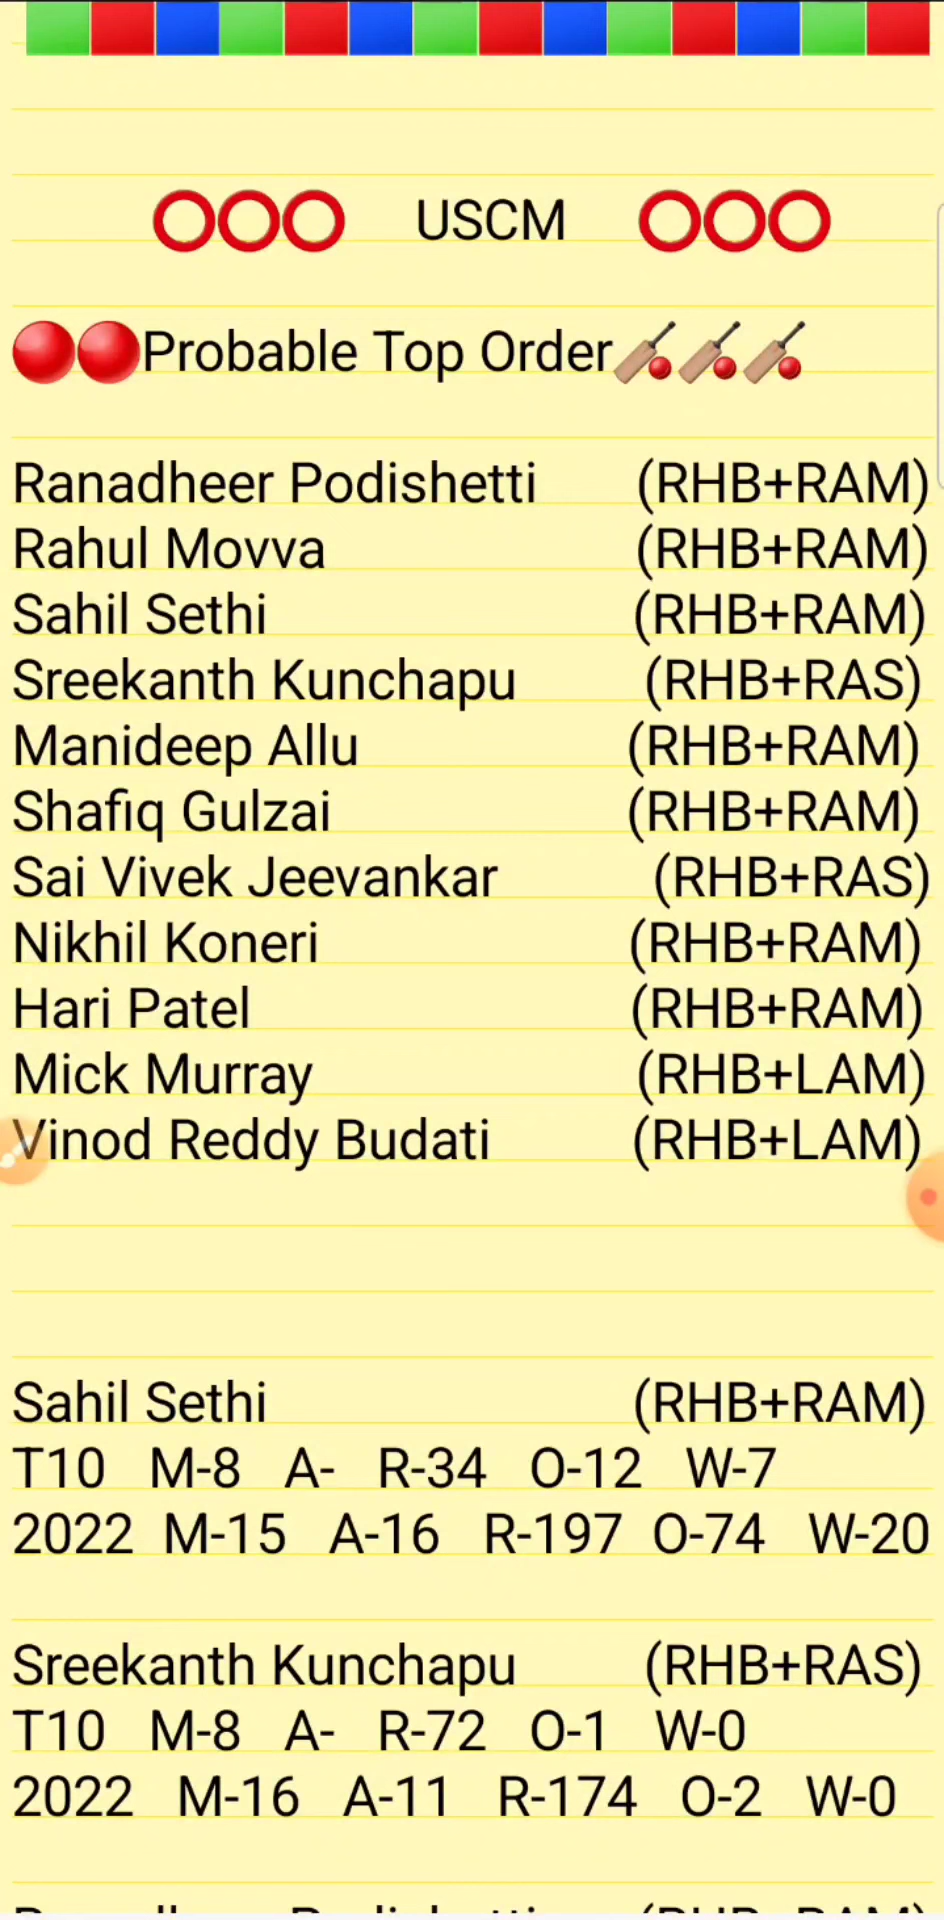 USCM
Probable Top Order
Ranadheer Podishetti (RHB+RAM)
Rahul Movva (RHB+RAM)
Sahil Sethi (RHB+RAM)
Sreekanth Kunchapu (RHB+RAS)
Manideep Allu (RHB+RAM)
Shafiq Gulzai (RHB+RAM)
Sai Vivek Jeevankar (RHB+RAS)
Nikhil Koneri (RHB+RAM)
Hari Patel (RHB+RAM)
Mick Murray (RHB+LAM)
Vinod Reddy Budati (RHB+LAM)
Sahil Sethi (RHB+RAM)
T10 M-8 A- R-34 O-12 W-7
2022 M-15 A-16 R-197 O-74 W-20
Sreekanth Kunchapu (RHB+RAS)
T10 M-8 A- R-72 O-1 W-0
2022 M-16 A-11 R-174 O-2 W-0